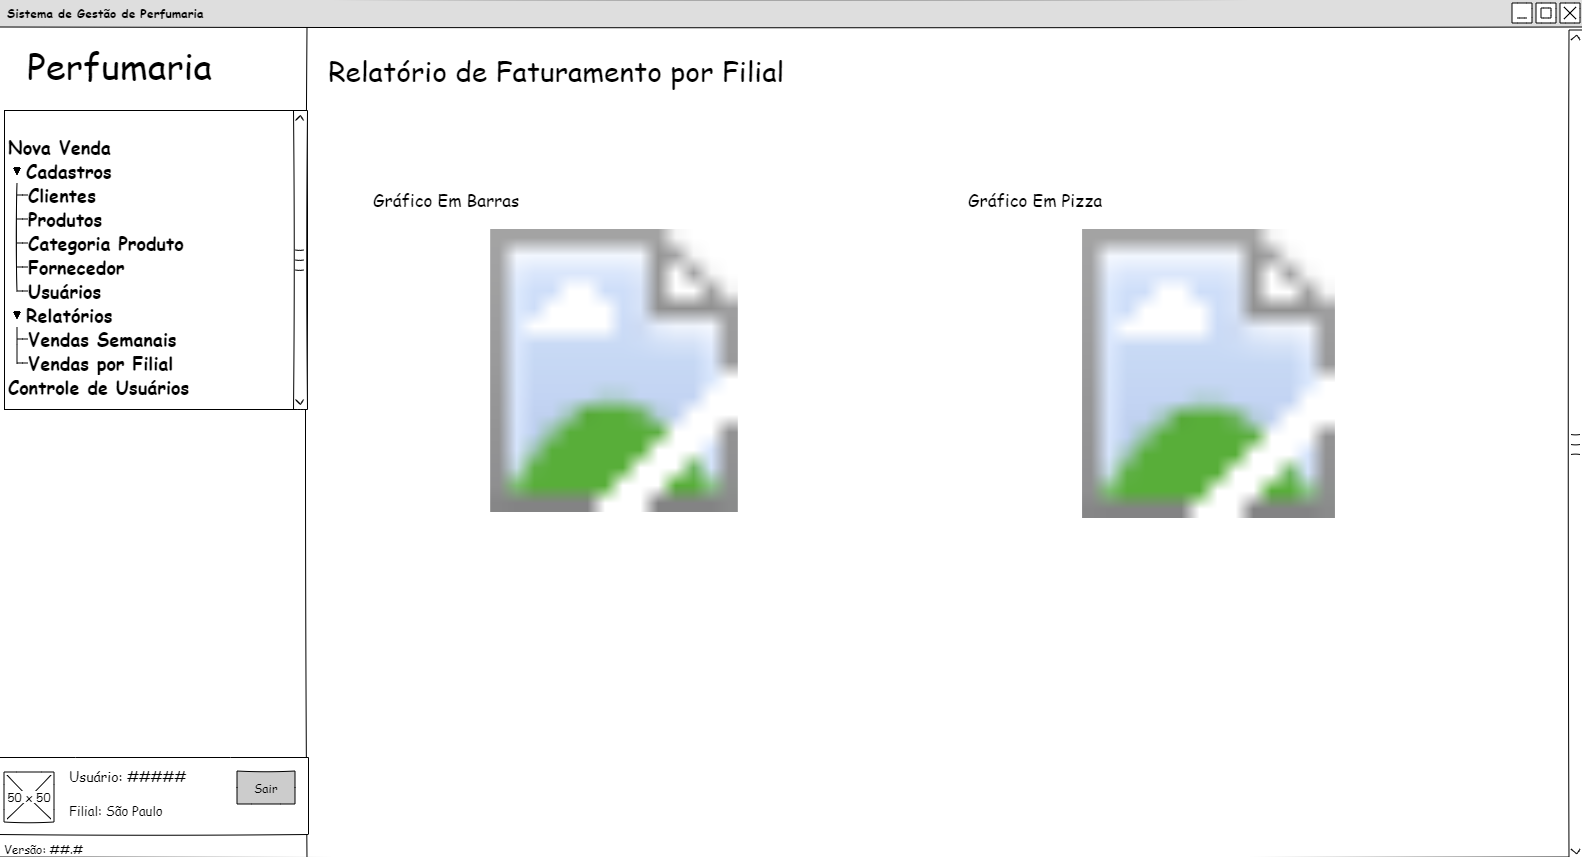 Sistema de Gestão de Perfumaria
Perfumaria
Nova Venda
Cadastros
Clientes
Produtos
Categoria Produto
Fornecedor
Usuários
Relatórios
Vendas Semanais
Vendas por Filial
Controle de Usuários
Usuário: #####
50 x 50
Sair
Filial: São Paulo
Versão: ##.#
Relatório de Faturamento por Filial
Gráfico Em Barras
Gráfico Em Pizza